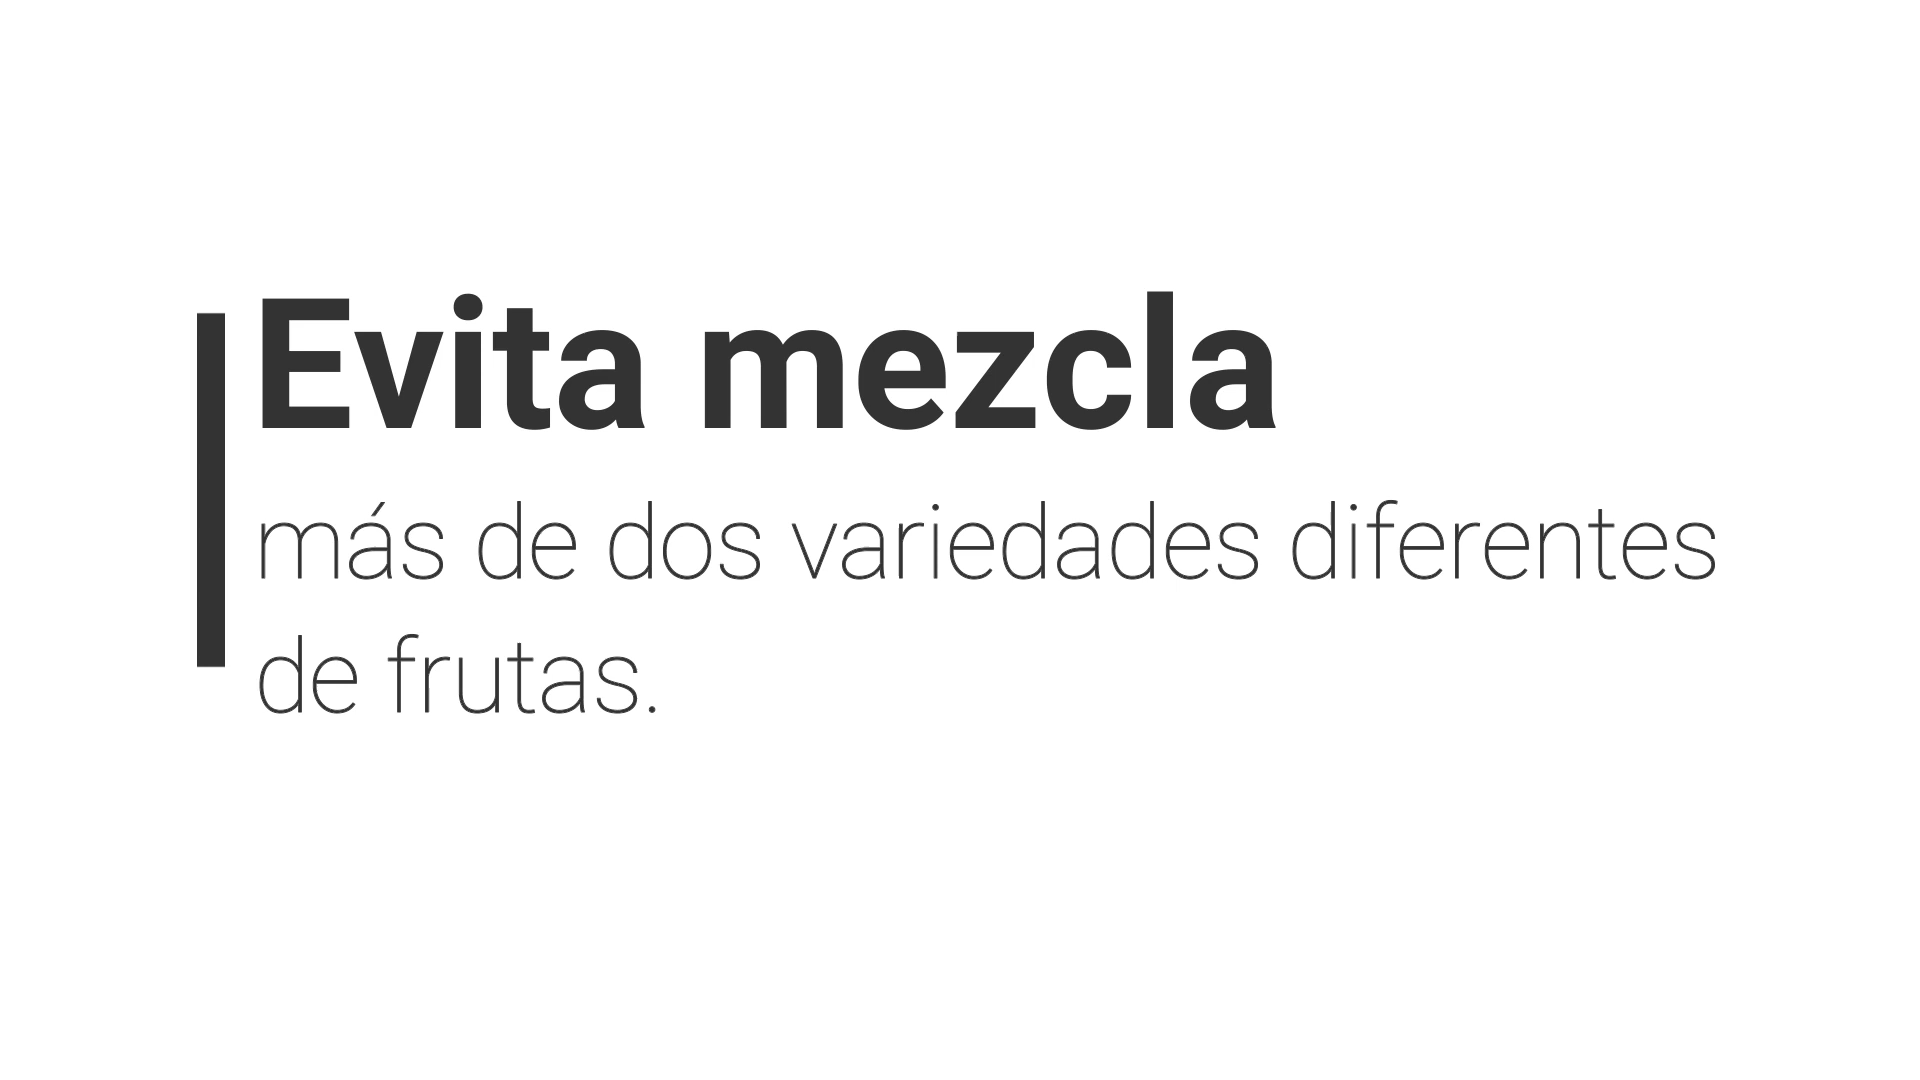 Evita mezcla
más de dos variedades diferentes
de frutas.